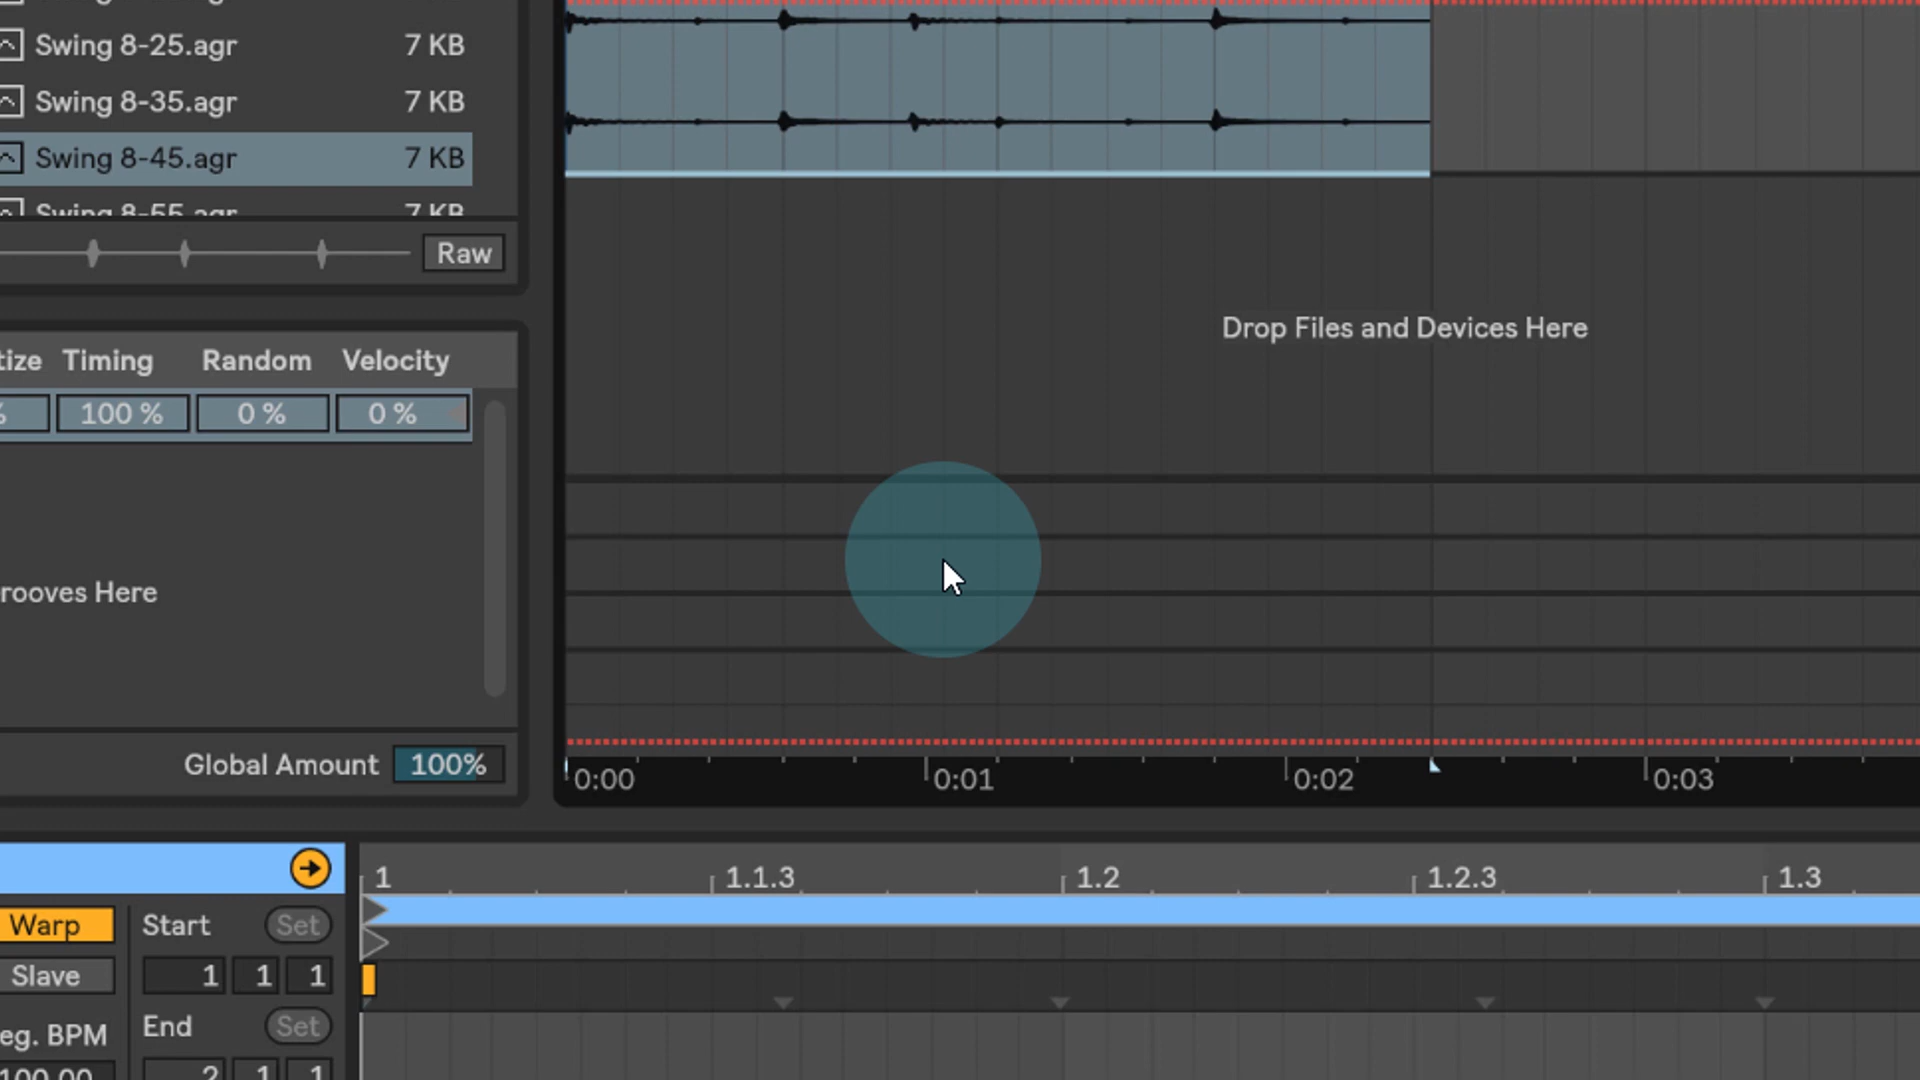 Swing 8-25.agr 7 KB
Swing 8-35.agr 7 KB
Swing 8-45.agr 7 KB
Swing 8-55.agr 7 KB
Raw
Drop Files and Devices Here
tize Timing Random Velocity
% 100 % 0 % 0 %
rooves Here
Global Amount 100%
0:00 0:01 0:02 0:03
1 1.1.3 1.2 1.2.3 1.3
Warp Start Set
Slave 1 1 1
End Set
eg. BPM
100.00 2 1 1